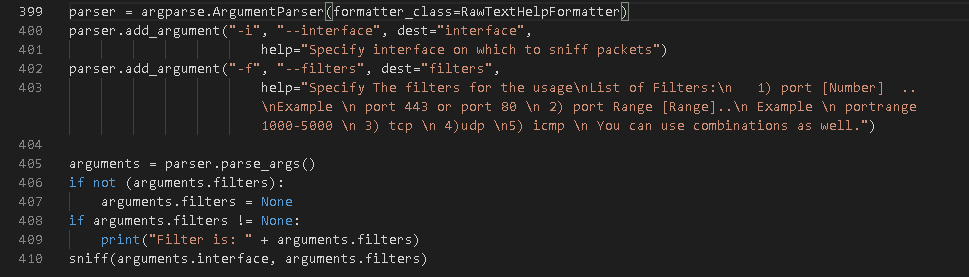 399 parser = argparse.ArgumentParser(formatter_class=RawTextHelpFormatter)
400 parser.add_argument("-i", "--interface", dest="interface",
401                         help="Specify interface on which to sniff packets")
402 parser.add_argument("-f", "--filters", dest="filters",
403                         help="Specify The filters for the usage\nList of Filters:\n   1) port [Number]  ..
                        \nExample \n port 443 or port 80 \n 2) port Range [Range]..\n Example \n portrange
                        1000-5000 \n 3) tcp \n 4)udp \n5) icmp \n You can use combinations as well.")
404
405 arguments = parser.parse_args()
406 if not (arguments.filters):
407     arguments.filters = None
408 if arguments.filters != None:
409     print("Filter is: " + arguments.filters)
410 sniff(arguments.interface, arguments.filters)